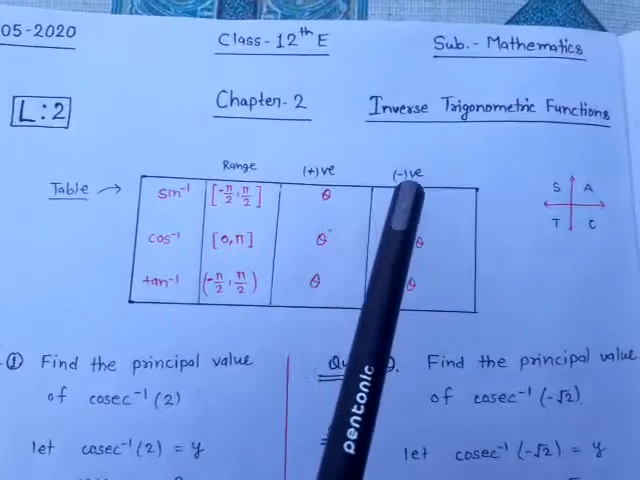 05-2020 Class-12th E Sub.- Mathematics
L:2 Chapter-2 Inverse Trigonometric Functions
Range (+)ve (-)ve
Table → sin⁻¹ [-π/2, π/2] θ
cos⁻¹ [0, π] θ θ
tan⁻¹ (-π/2, π/2) θ θ
S A
T C
① Find the principal value
of cosec⁻¹(2)
let cosec⁻¹(2) = y
Find the principal value
of cosec⁻¹(-√2).
let cosec⁻¹(-√2) = y
pentonic